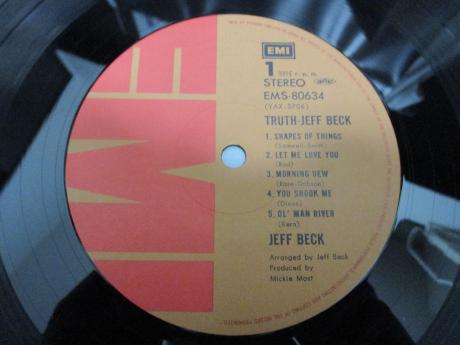 EMI
1 33⅓ r.p.m.
STEREO
EMS-80634
(YAX-3706)
TRUTH-JEFF BECK
1. SHAPES OF THINGS
(Samwell-Smith)
2. LET ME LOVE YOU
(Rod)
3. MORNING DEW
(Rose-Dobson)
4. YOU SHOOK ME
(Dixon)
5. OL' MAN RIVER
(Kern)
JEFF BECK
Arranged by Jeff Beck
Produced by
Mickie Most
EMI